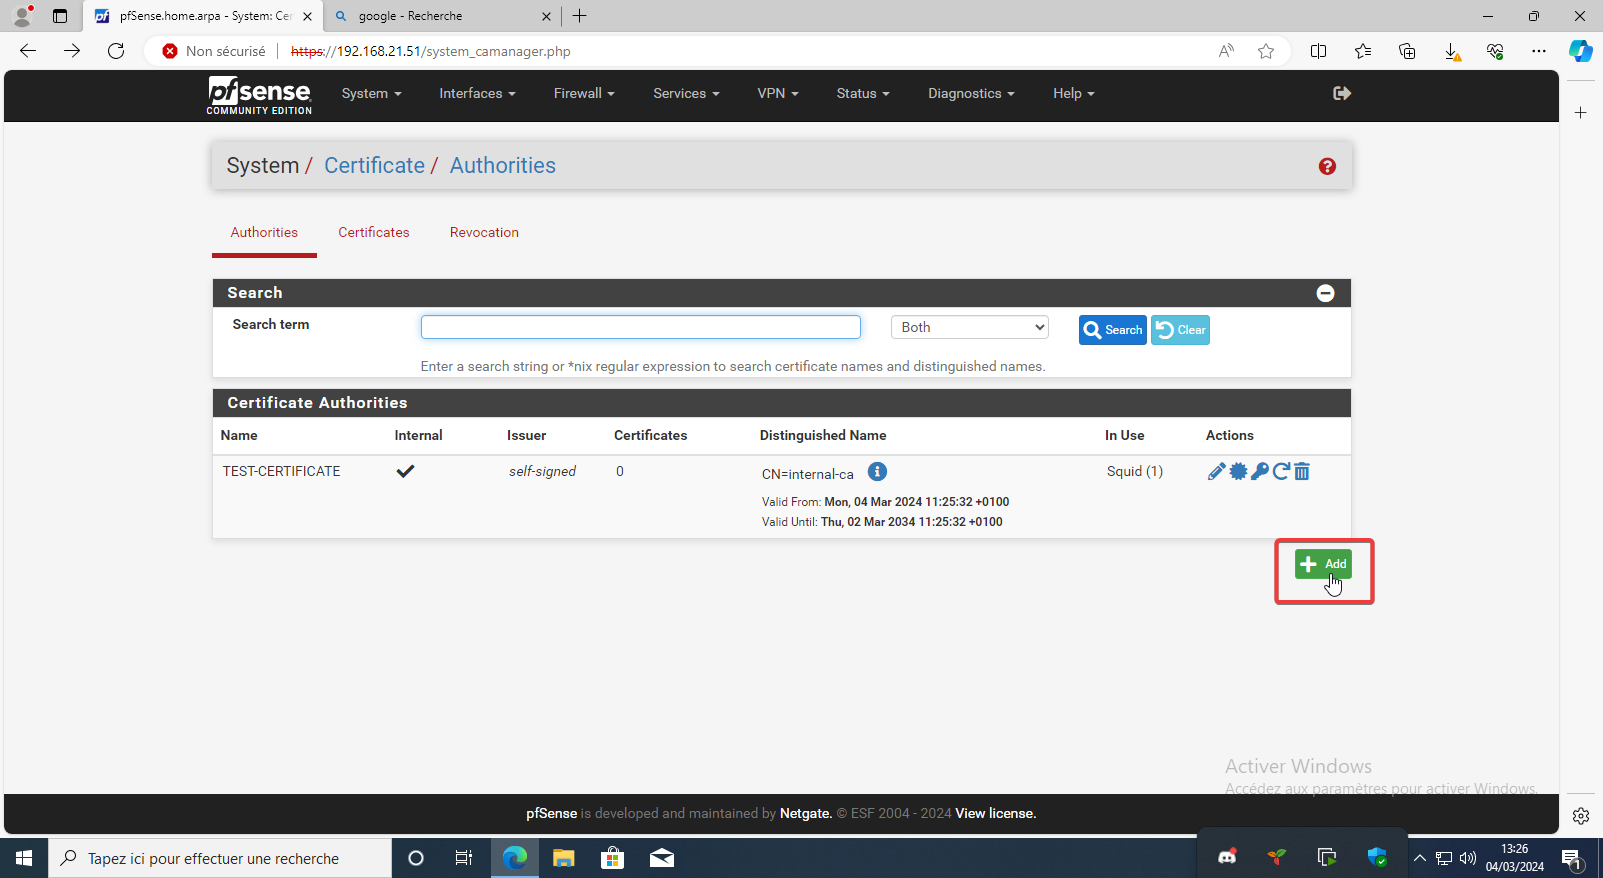 pfSense.home.arpa - System: Cer
google - Recherche
Non sécurisé
https://192.168.21.51/system_camanager.php
pfsense
COMMUNITY EDITION
System
Interfaces
Firewall
Services
VPN
Status
Diagnostics
Help
System / Certificate / Authorities
Authorities
Certificates
Revocation
Search
Search term
Both
Search
Clear
Enter a search string or *nix regular expression to search certificate names and distinguished names.
Certificate Authorities
Name Internal Issuer Certificates Distinguished Name In Use Actions
TEST-CERTIFICATE self-signed 0 CN=internal-ca Squid (1)
Valid From: Mon, 04 Mar 2024 11:25:32 +0100
Valid Until: Thu, 02 Mar 2034 11:25:32 +0100
Add
Activer Windows
Accédez aux paramètres pour activer Windows.
pfSense is developed and maintained by Netgate. © ESF 2004 - 2024 View license.
Tapez ici pour effectuer une recherche
13:26
04/03/2024
1